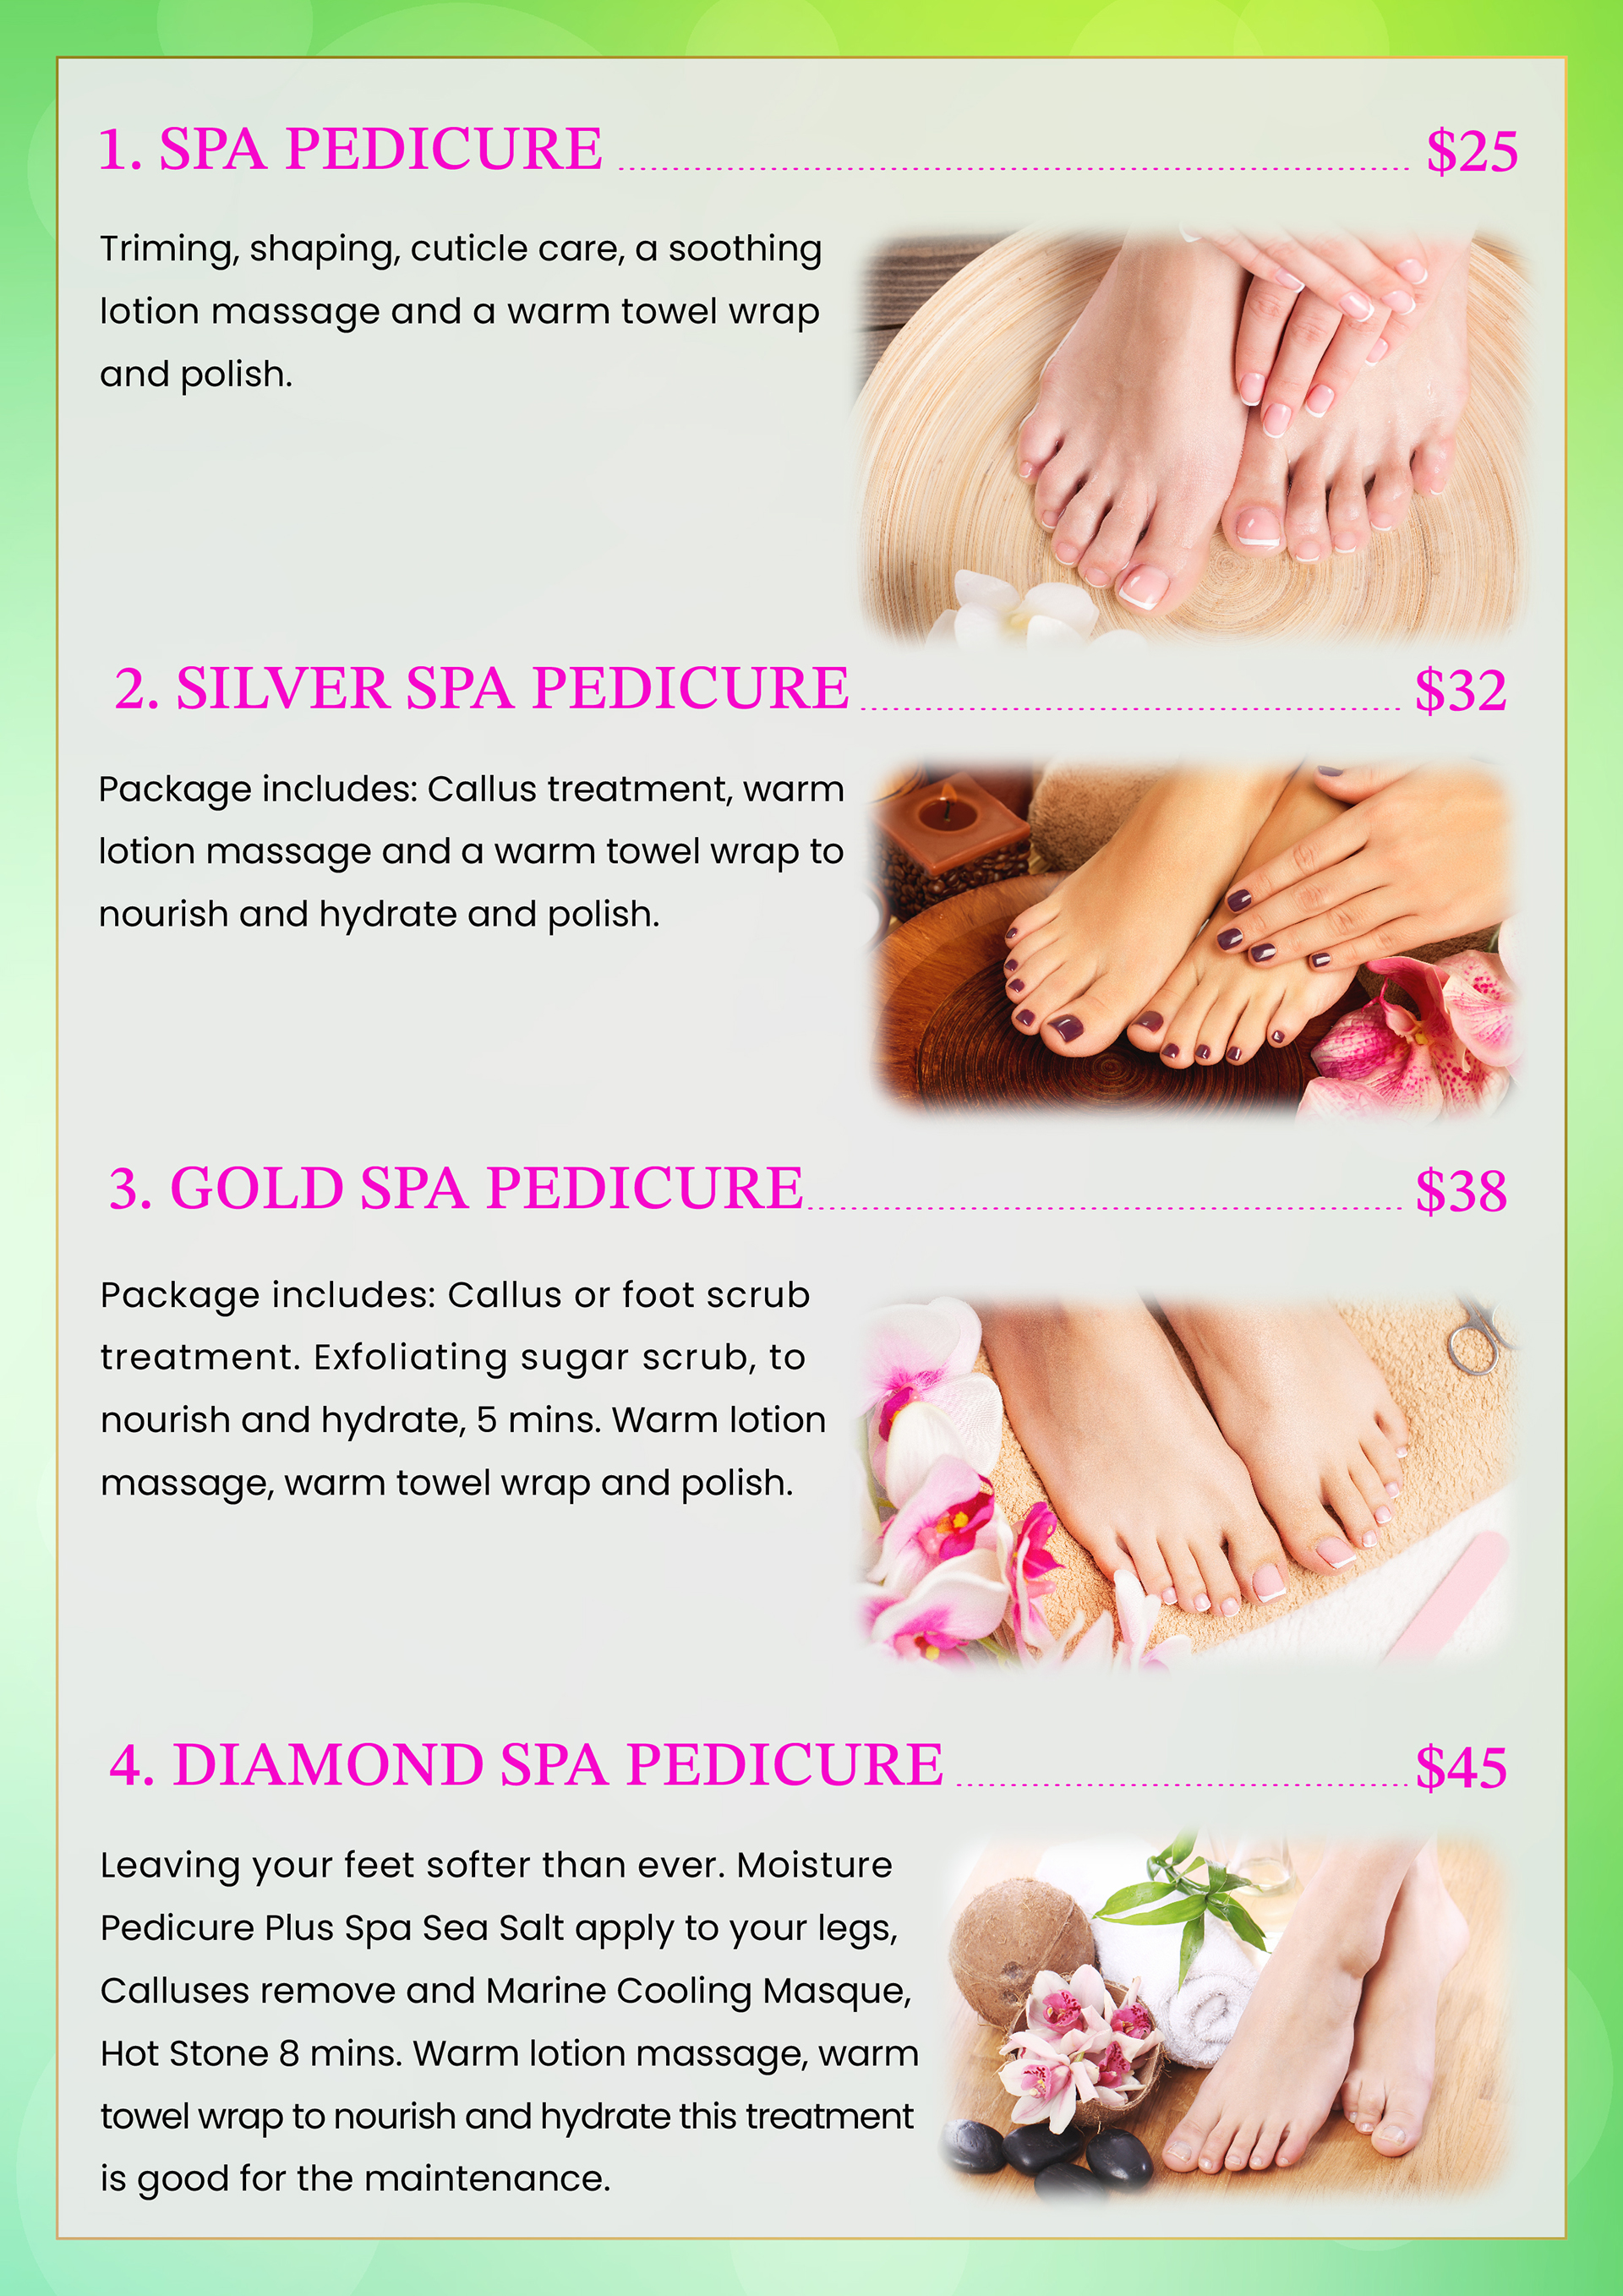 1. SPA PEDICURE ........................ $25
Triming, shaping, cuticle care, a soothing
lotion massage and a warm towel wrap
and polish.
2. SILVER SPA PEDICURE ........................ $32
Package includes: Callus treatment, warm
lotion massage and a warm towel wrap to
nourish and hydrate and polish.
3. GOLD SPA PEDICURE ........................ $38
Package includes: Callus or foot scrub
treatment. Exfoliating sugar scrub, to
nourish and hydrate, 5 mins. Warm lotion
massage, warm towel wrap and polish.
4. DIAMOND SPA PEDICURE ........................ $45
Leaving your feet softer than ever. Moisture
Pedicure Plus Spa Sea Salt apply to your legs,
Calluses remove and Marine Cooling Masque,
Hot Stone 8 mins. Warm lotion massage, warm
towel wrap to nourish and hydrate this treatment
is good for the maintenance.